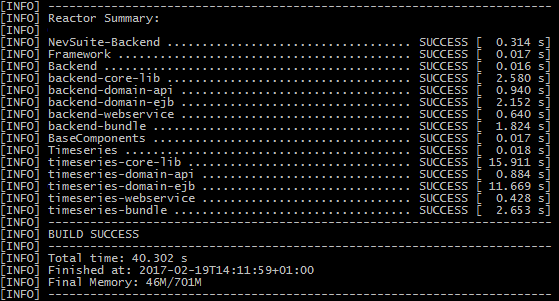 [INFO] ------------------------------------------------------------------------
[INFO] Reactor Summary:
[INFO]
[INFO] NevSuite-Backend ................................... SUCCESS [  0.314 s]
[INFO] Framework .......................................... SUCCESS [  0.017 s]
[INFO] Backend ............................................ SUCCESS [  0.016 s]
[INFO] backend-core-lib ................................... SUCCESS [  2.580 s]
[INFO] backend-domain-api ................................. SUCCESS [  0.940 s]
[INFO] backend-domain-ejb ................................. SUCCESS [  2.152 s]
[INFO] backend-webservice ................................. SUCCESS [  0.640 s]
[INFO] backend-bundle ..................................... SUCCESS [  1.824 s]
[INFO] BaseComponents ..................................... SUCCESS [  0.017 s]
[INFO] Timeseries ......................................... SUCCESS [  0.018 s]
[INFO] timeseries-core-lib ................................ SUCCESS [ 15.911 s]
[INFO] timeseries-domain-api .............................. SUCCESS [  0.884 s]
[INFO] timeseries-domain-ejb .............................. SUCCESS [ 11.669 s]
[INFO] timeseries-webservice .............................. SUCCESS [  0.428 s]
[INFO] timeseries-bundle .................................. SUCCESS [  2.653 s]
[INFO] ------------------------------------------------------------------------
[INFO] BUILD SUCCESS
[INFO] ------------------------------------------------------------------------
[INFO] Total time: 40.302 s
[INFO] Finished at: 2017-02-19T14:11:59+01:00
[INFO] Final Memory: 46M/701M
[INFO] ------------------------------------------------------------------------